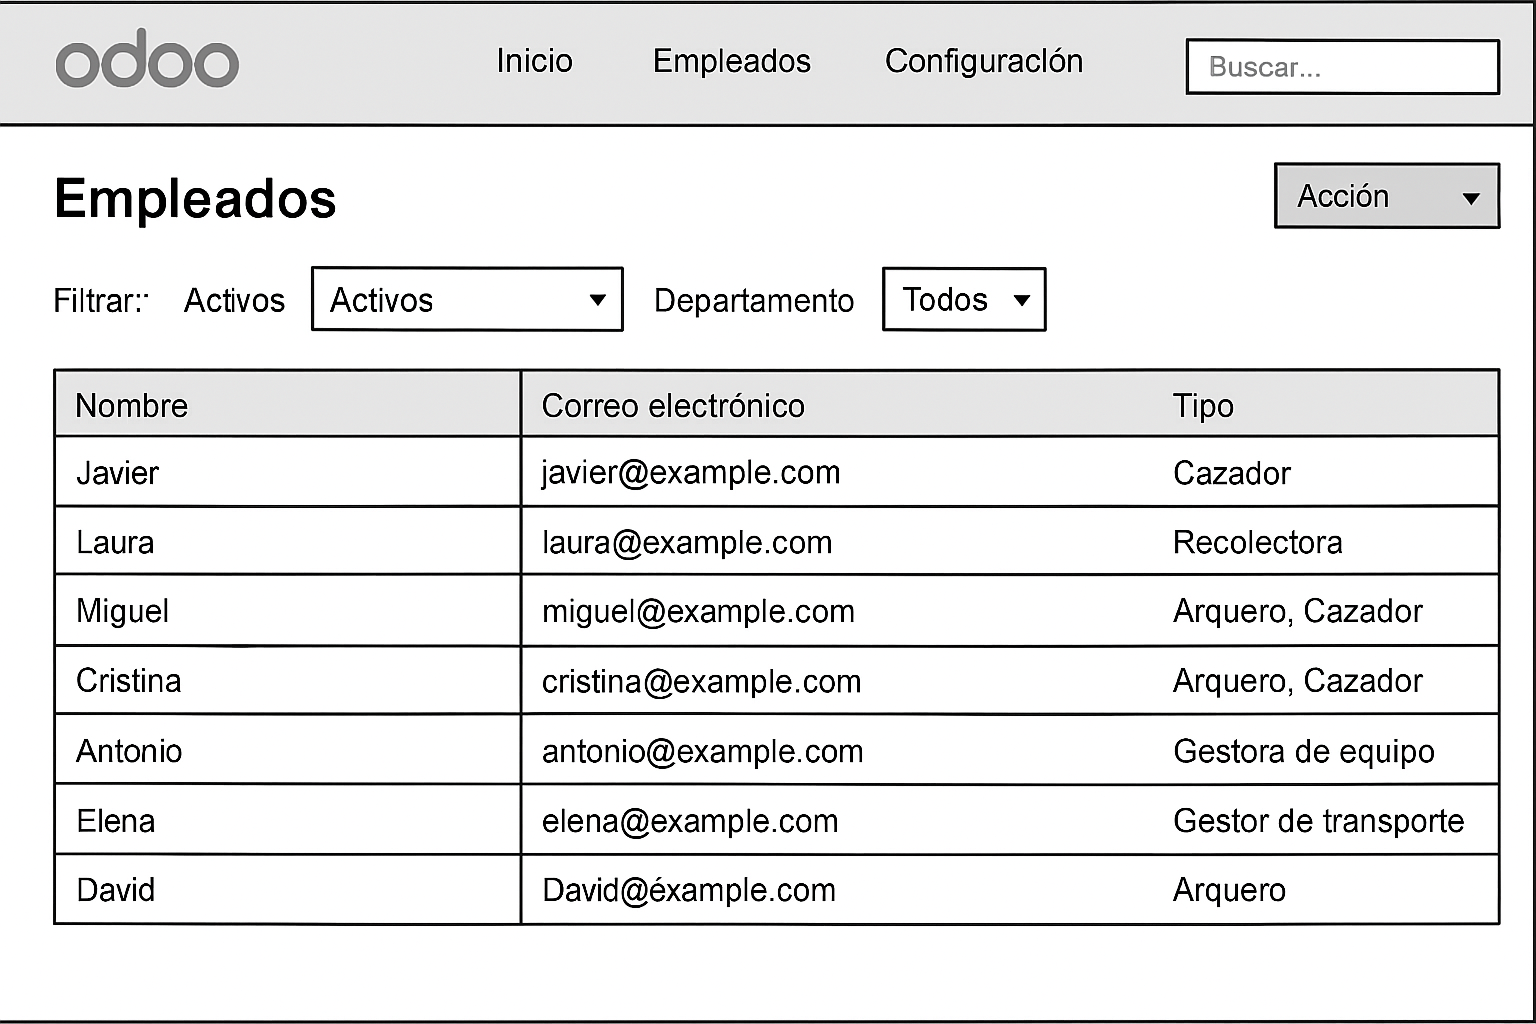 odoo Inicio Empleados Configuraclón Buscar...
Empleados Acción
Filtrar:: Activos Activos Departamento Todos
Nombre Correo electrónico Tipo
Javier javier@example.com Cazador
Laura laura@example.com Recolectora
Miguel miguel@example.com Arquero, Cazador
Cristina cristina@example.com Arquero, Cazador
Antonio antonio@example.com Gestora de equipo
Elena elena@example.com Gestor de transporte
David David@éxample.com Arquero